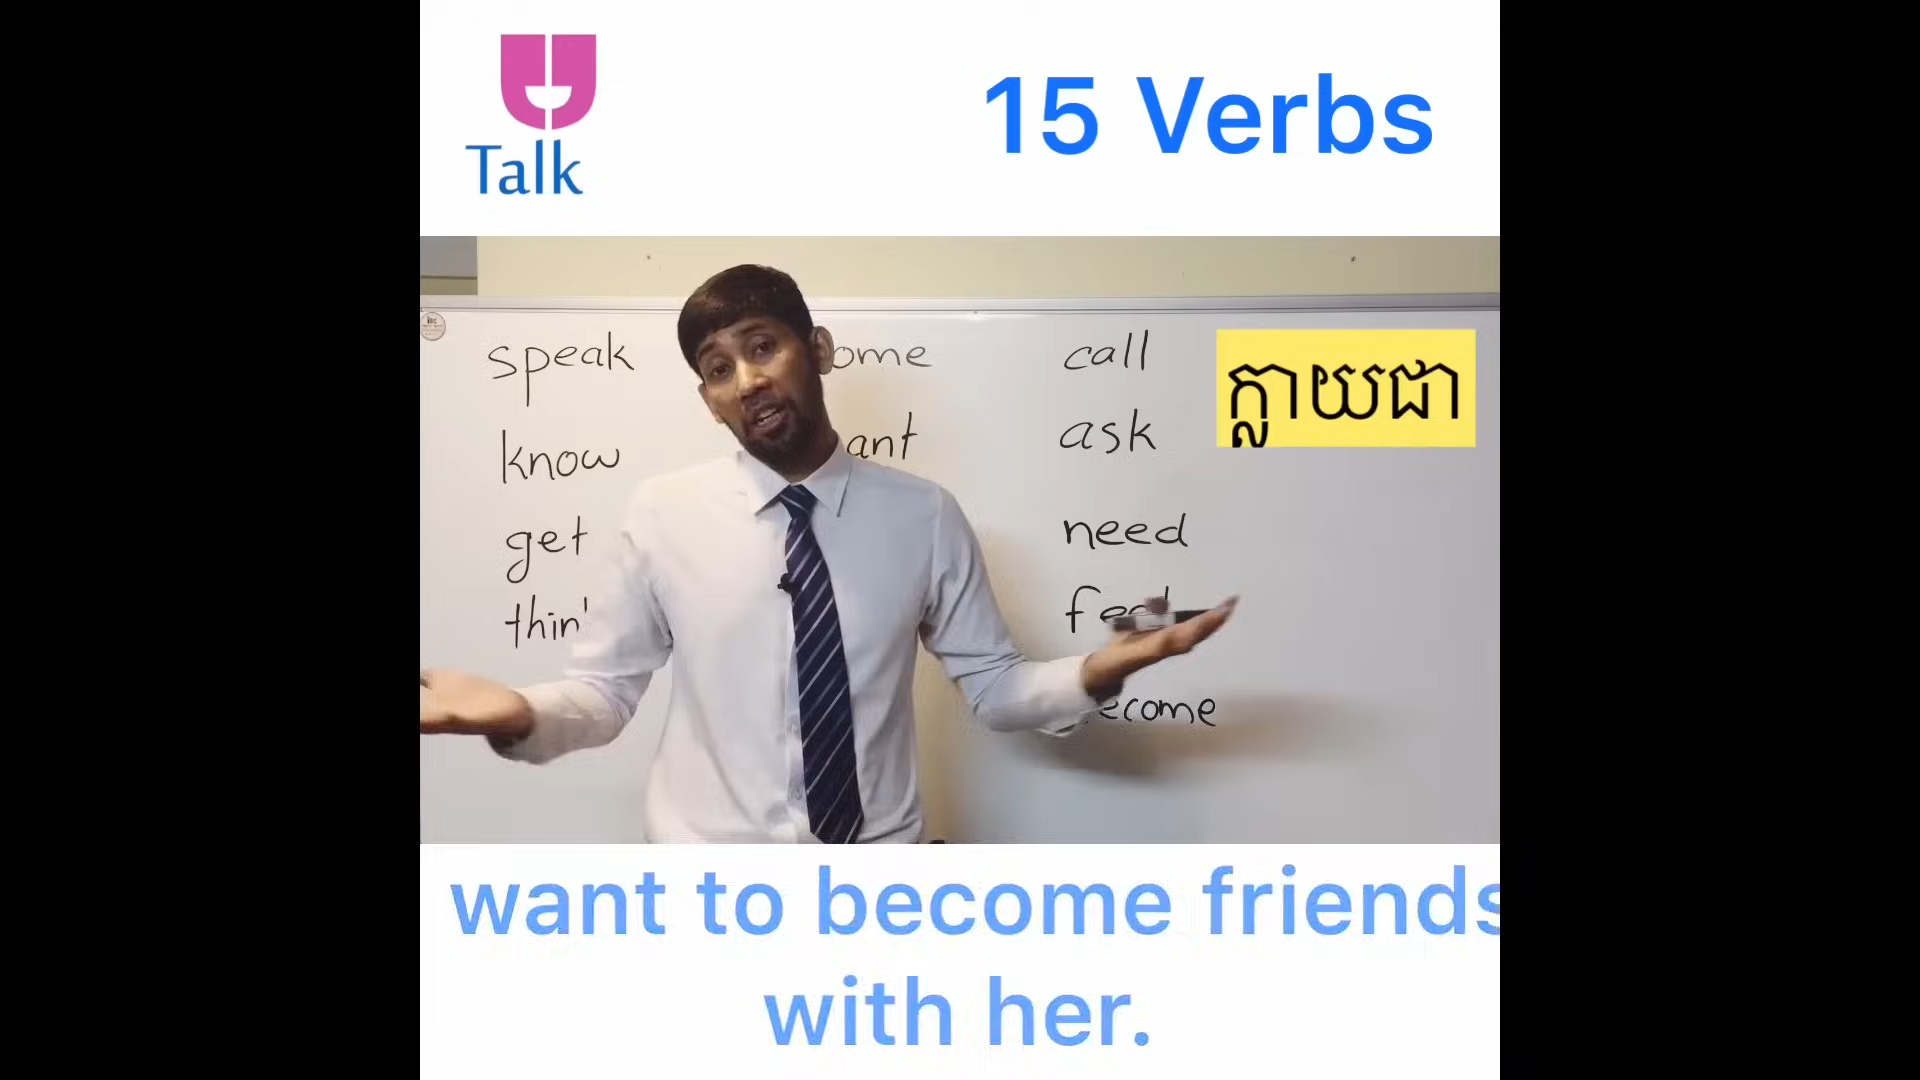 Talk
15 Verbs
speak
know
get
call
ask
need
ក្លាយជា
want to become friends
with her.